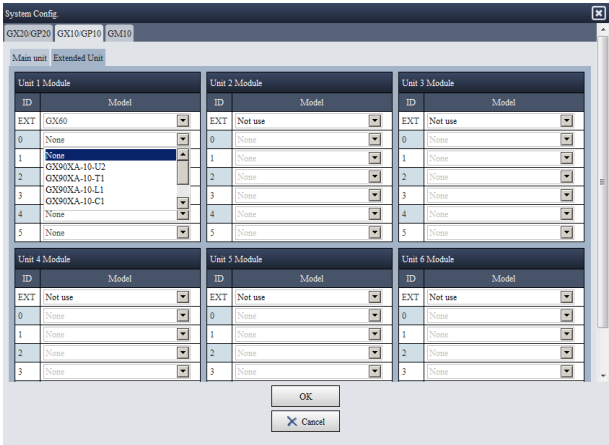 System Config.
GX20/GP20 GX10/GP10 GM10
Main unit Extended Unit
Unit 1 Module Unit 2 Module Unit 3 Module
ID Model ID Model ID Model
EXT GX60 EXT Not use EXT Not use
0 None 0 None 0 None
1 None 1 None 1 None
GX90XA-10-U2
2 GX90XA-10-T1 2 None 2 None
GX90XA-10-L1
3 GX90XA-10-C1 3 None 3 None
4 None 4 None 4 None
5 None 5 None 5 None
Unit 4 Module Unit 5 Module Unit 6 Module
ID Model ID Model ID Model
EXT Not use EXT Not use EXT Not use
0 None 0 None 0 None
1 None 1 None 1 None
2 None 2 None 2 None
3 None 3 None 3 None
OK
Cancel